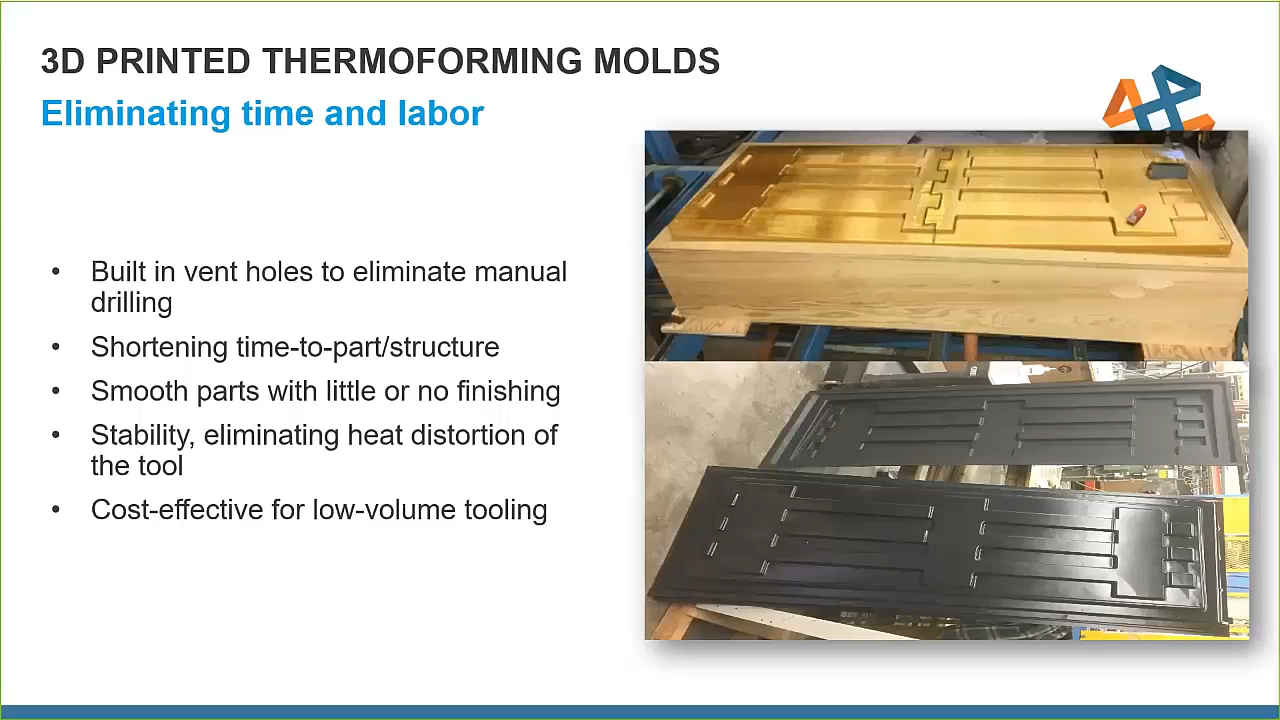 3D PRINTED THERMOFORMING MOLDS
Eliminating time and labor
• Built in vent holes to eliminate manual
drilling
• Shortening time-to-part/structure
• Smooth parts with little or no finishing
• Stability, eliminating heat distortion of
the tool
• Cost-effective for low-volume tooling